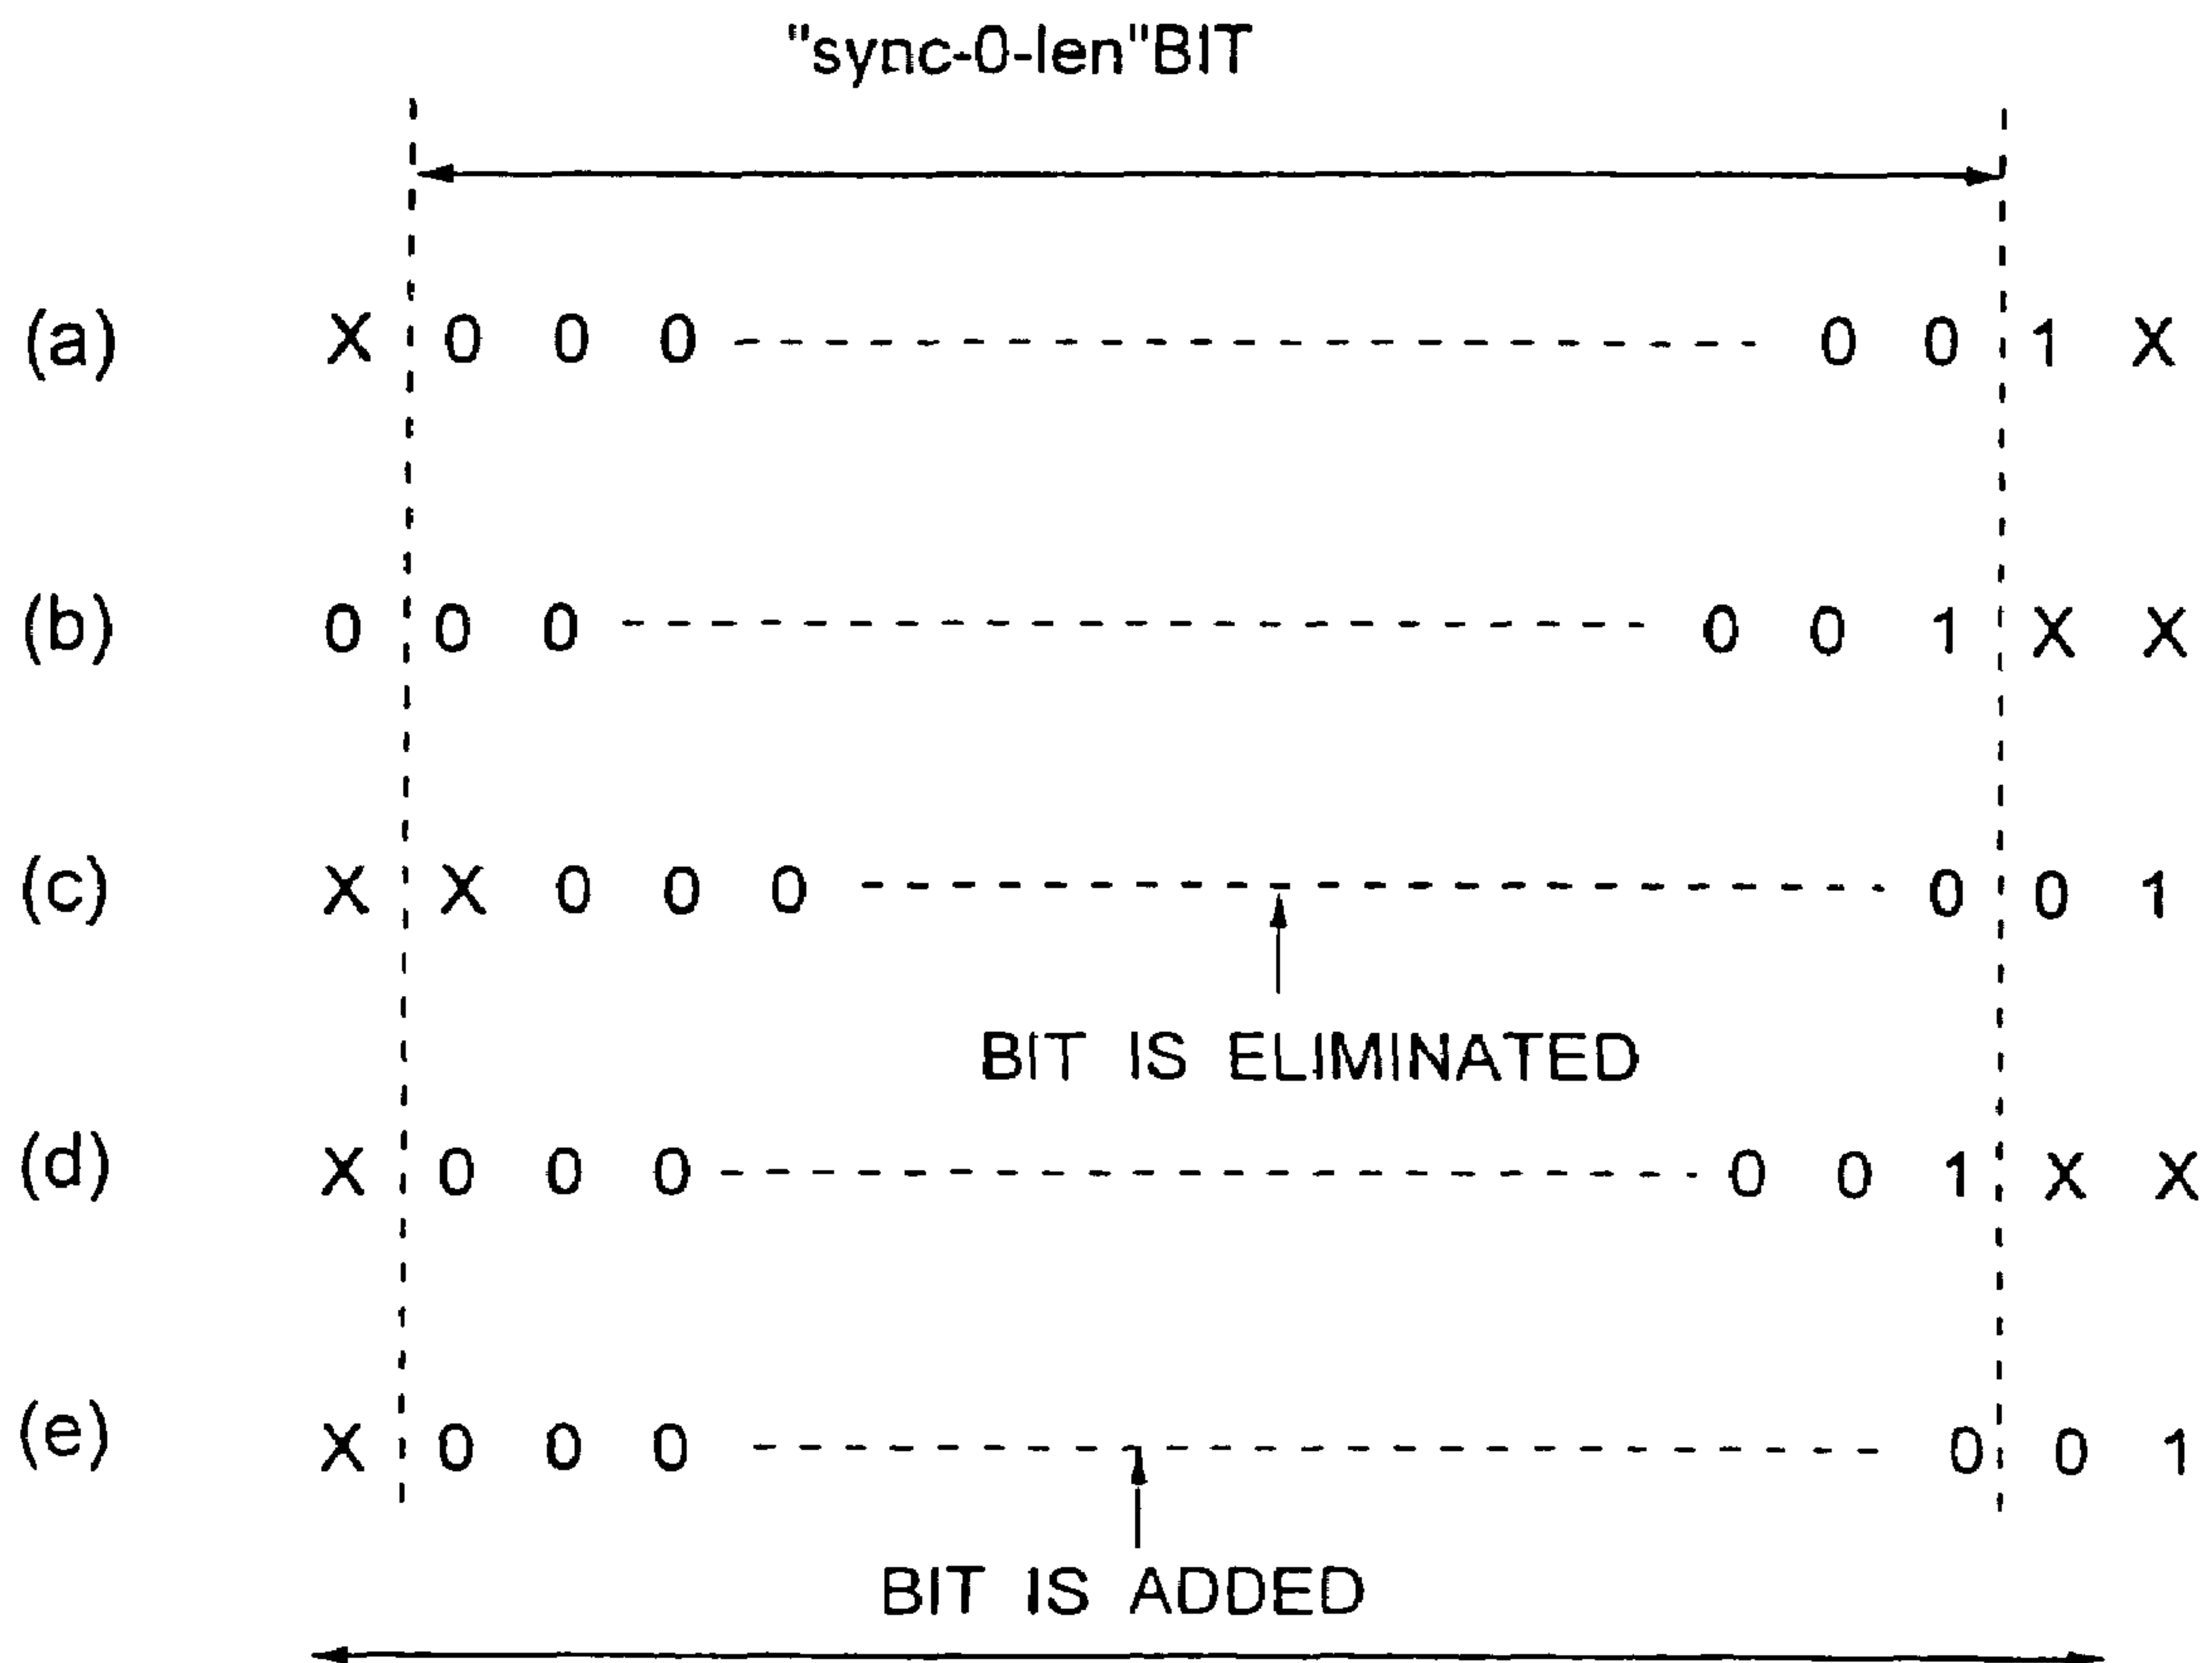 "sync-0-len"BIT
(a) X 0 0 0 0 0 1 X
(b) 0 0 0 0 0 1 X X
(c) X X 0 0 0 0 0 1
BIT IS ELIMINATED
(d) X 0 0 0 0 0 1 X X
(e) X 0 0 0 0 0 1
BIT IS ADDED